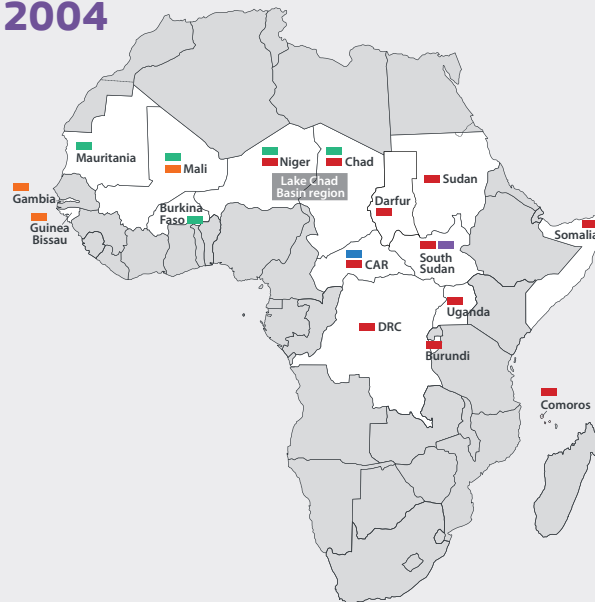 2004
Mauritania
Mali
Niger
Chad
Lake Chad
Basin region
Sudan
Darfur
Gambia
Guinea
Bissau
Burkina
Faso
Somalia
South
Sudan
CAR
Uganda
DRC
Burundi
Comoros